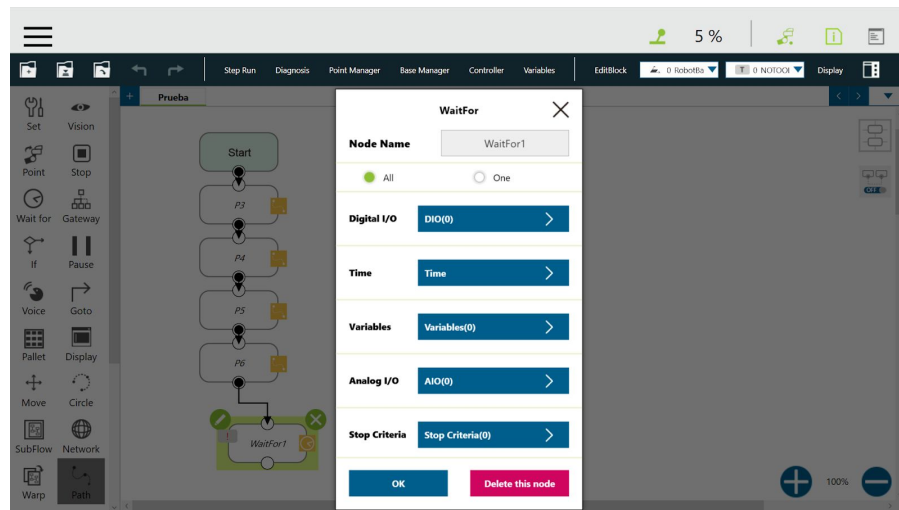 5 %
Step Run Diagnosis Point Manager Base Manager Controller Variables EditBlock 0 RobotBa 0 NOTOOl Display
+ Prueba
Set Vision
Point Stop
Wait for Gateway
If Pause
Voice Goto
Pallet Display
Move Circle
SubFlow Network
Warp Path
Start
P3
P4
P5
P6
WaitFor1
WaitFor
Node Name WaitFor1
All One
Digital I/O DIO(0)
Time Time
Variables Variables(0)
Analog I/O AIO(0)
Stop Criteria Stop Criteria(0)
OK Delete this node
OFF
100%